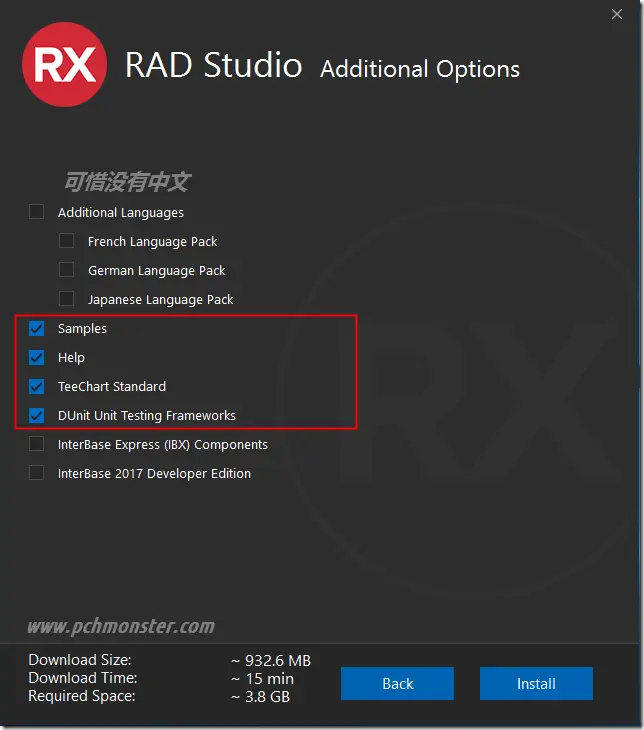 RX RAD Studio Additional Options
可惜没有中文
Additional Languages
French Language Pack
German Language Pack
Japanese Language Pack
Samples
Help
TeeChart Standard
DUnit Unit Testing Frameworks
InterBase Express (IBX) Components
InterBase 2017 Developer Edition
RX
www.pchmonster.com
Download Size: ~ 932.6 MB
Download Time: ~ 15 min
Required Space: ~ 3.8 GB
Back Install